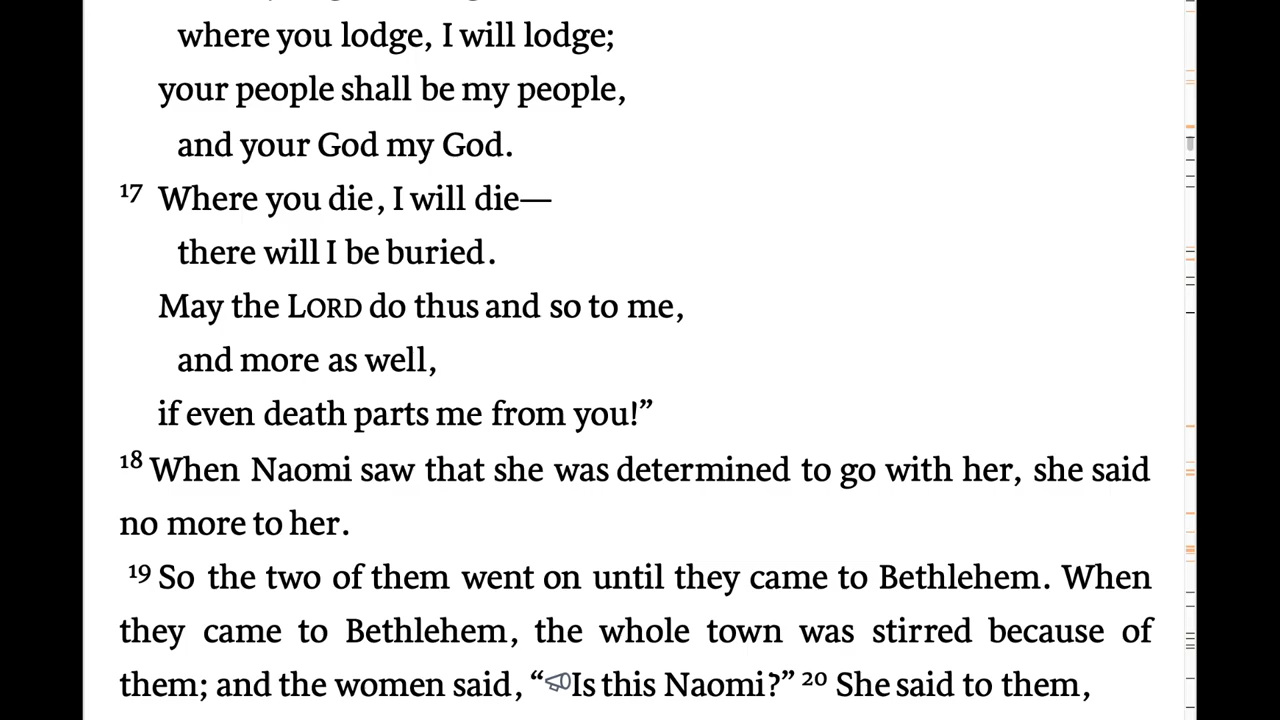 where you lodge, I will lodge;
your people shall be my people,
and your God my God.
17 Where you die, I will die—
there will I be buried.
May the LORD do thus and so to me,
and more as well,
if even death parts me from you!”
18 When Naomi saw that she was determined to go with her, she said
no more to her.
19 So the two of them went on until they came to Bethlehem. When
they came to Bethlehem, the whole town was stirred because of
them; and the women said, “Is this Naomi?” 20 She said to them,